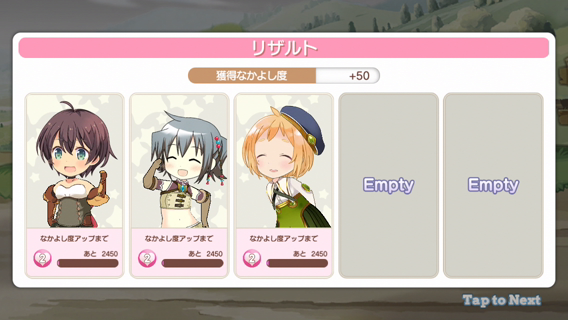 リザルト
獲得なかよし度 +50
なかよし度アップまで
2 あと 2450
なかよし度アップまで
2 あと 2450
なかよし度アップまで
2 あと 2450
Empty
Empty
Tap to Next